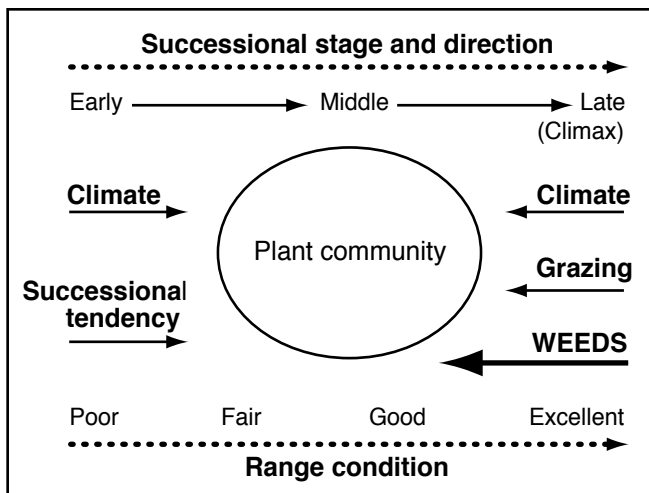 Successional stage and direction
Early Middle Late
(Climax)
Climate Climate
Plant community
Grazing
Successional
tendency
WEEDS
Poor Fair Good Excellent
Range condition